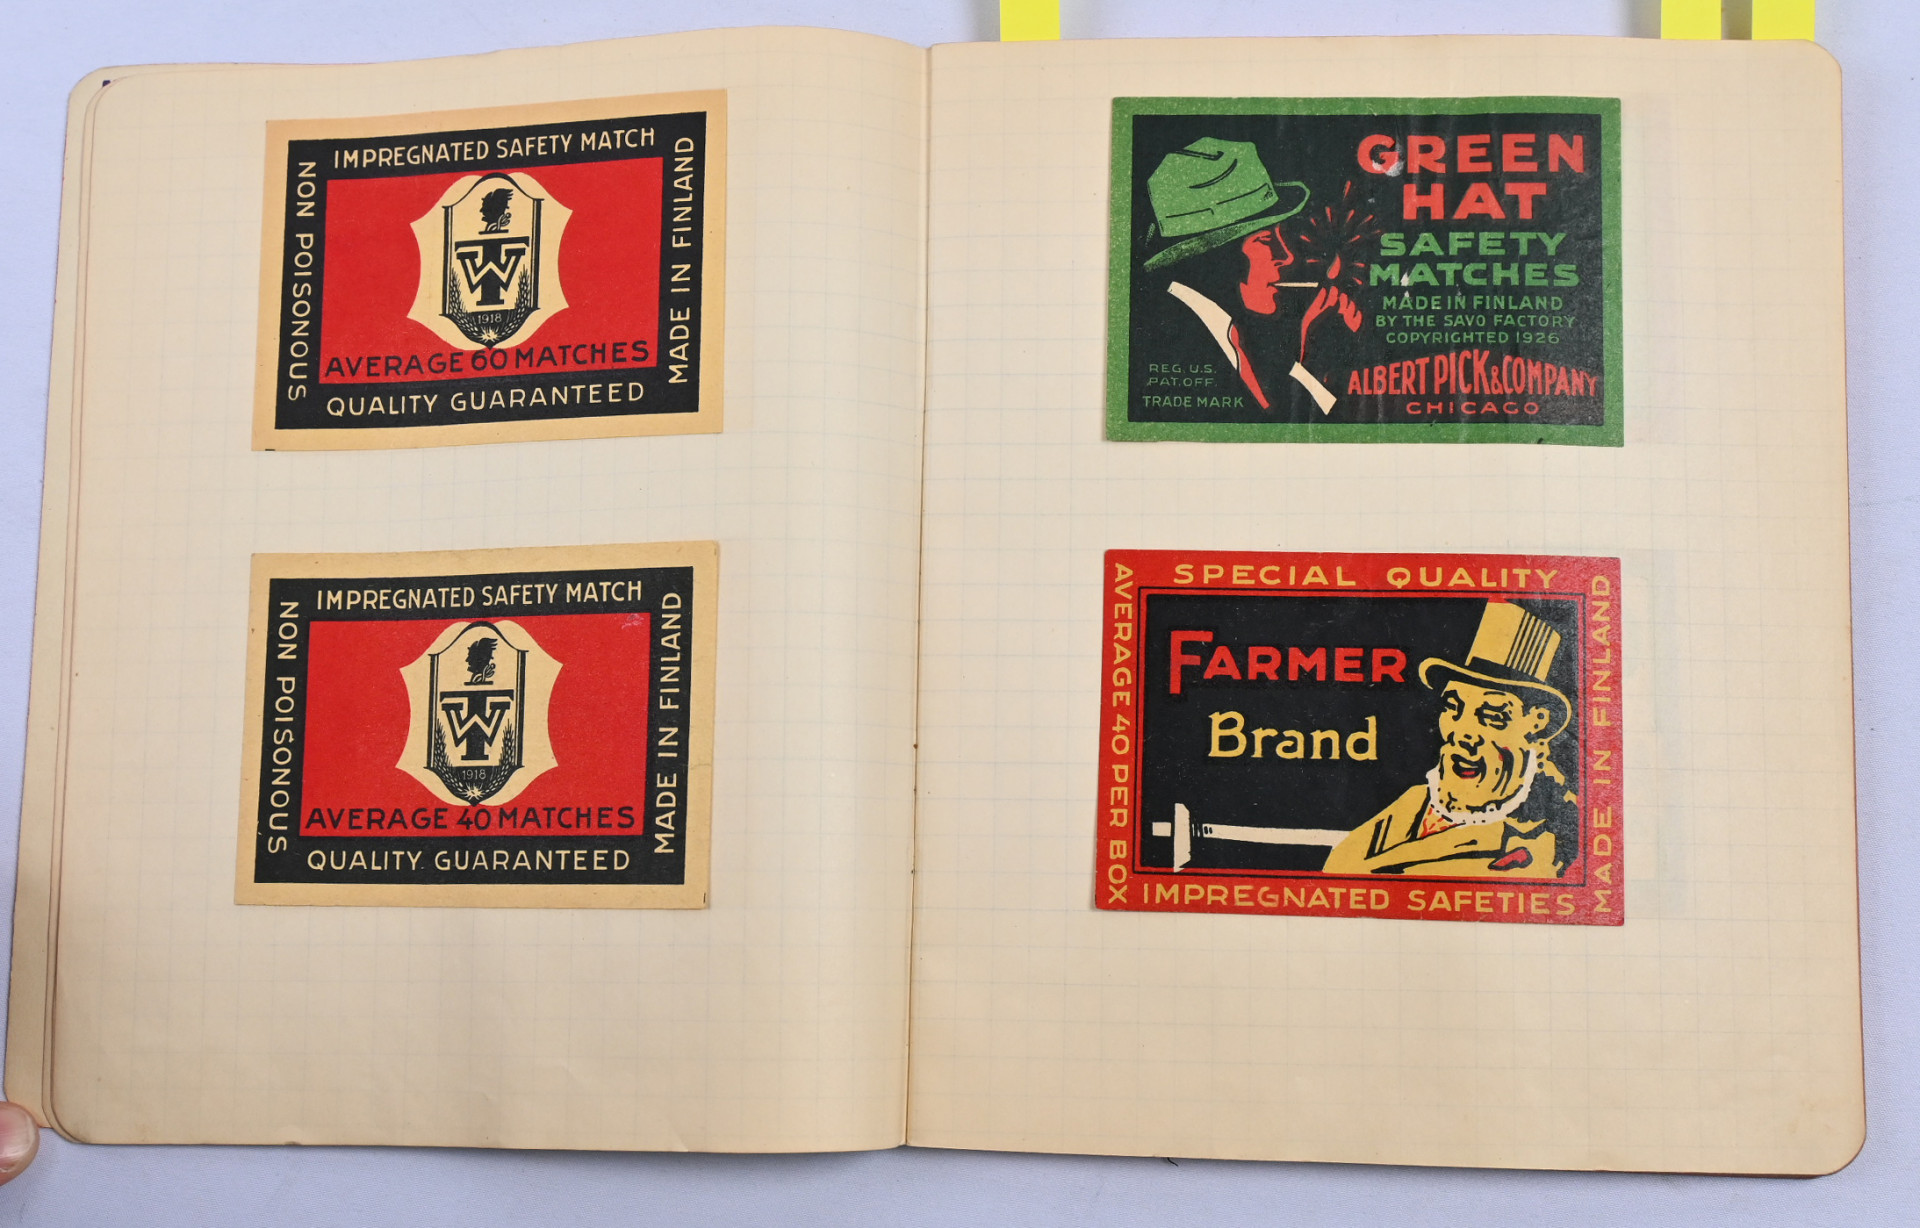 IMPREGNATED SAFETY MATCH
NON POISONOUS
MADE IN FINLAND
TW
1918
AVERAGE 60 MATCHES
QUALITY GUARANTEED
IMPREGNATED SAFETY MATCH
NON POISONOUS
MADE IN FINLAND
TW
1918
AVERAGE 40 MATCHES
QUALITY GUARANTEED
GREEN
HAT
SAFETY
MATCHES
MADE IN FINLAND
BY THE SAVO FACTORY
COPYRIGHTED 1926
ALBERT PICK & COMPANY
CHICAGO
REG. U.S.
PAT. OFF.
TRADE MARK
SPECIAL QUALITY
AVERAGE 40 PER BOX
MADE IN FINLAND
FARMER
Brand
IMPREGNATED SAFETIES